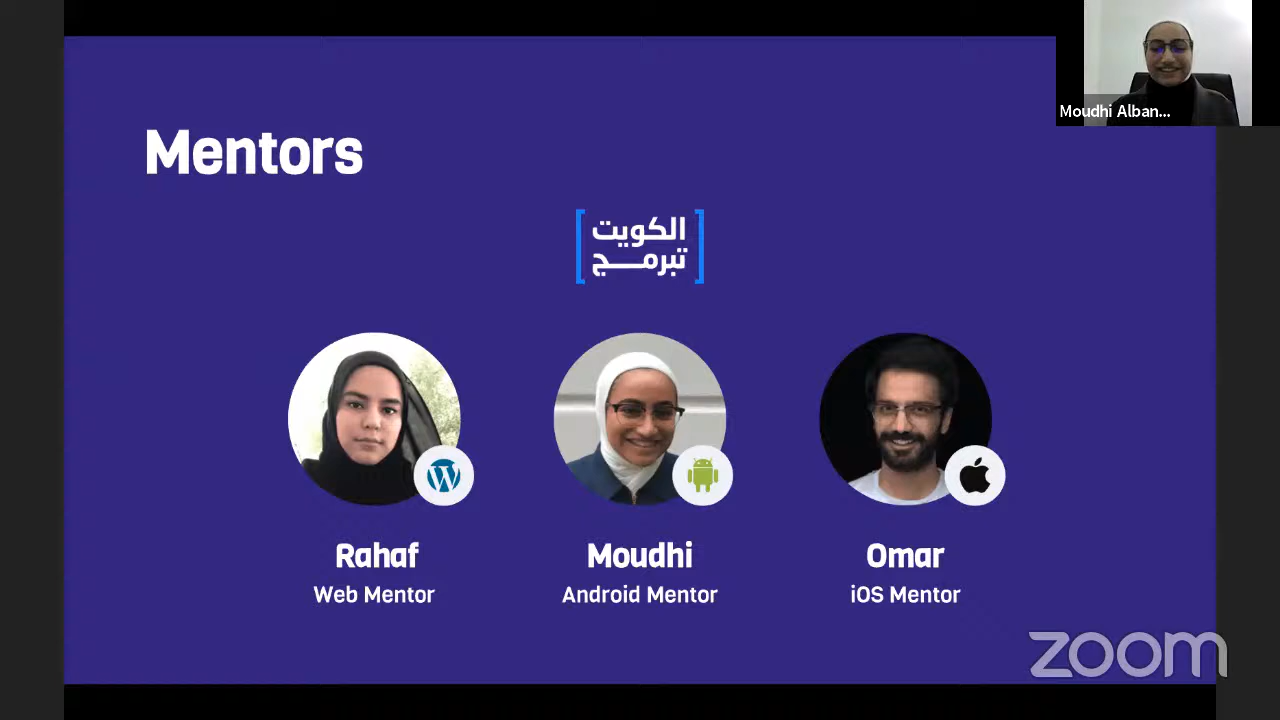 Moudhi Alban...
Mentors
الكويت
تبرمج
Rahaf
Moudhi
Omar
Web Mentor
Android Mentor
iOS Mentor
zoom